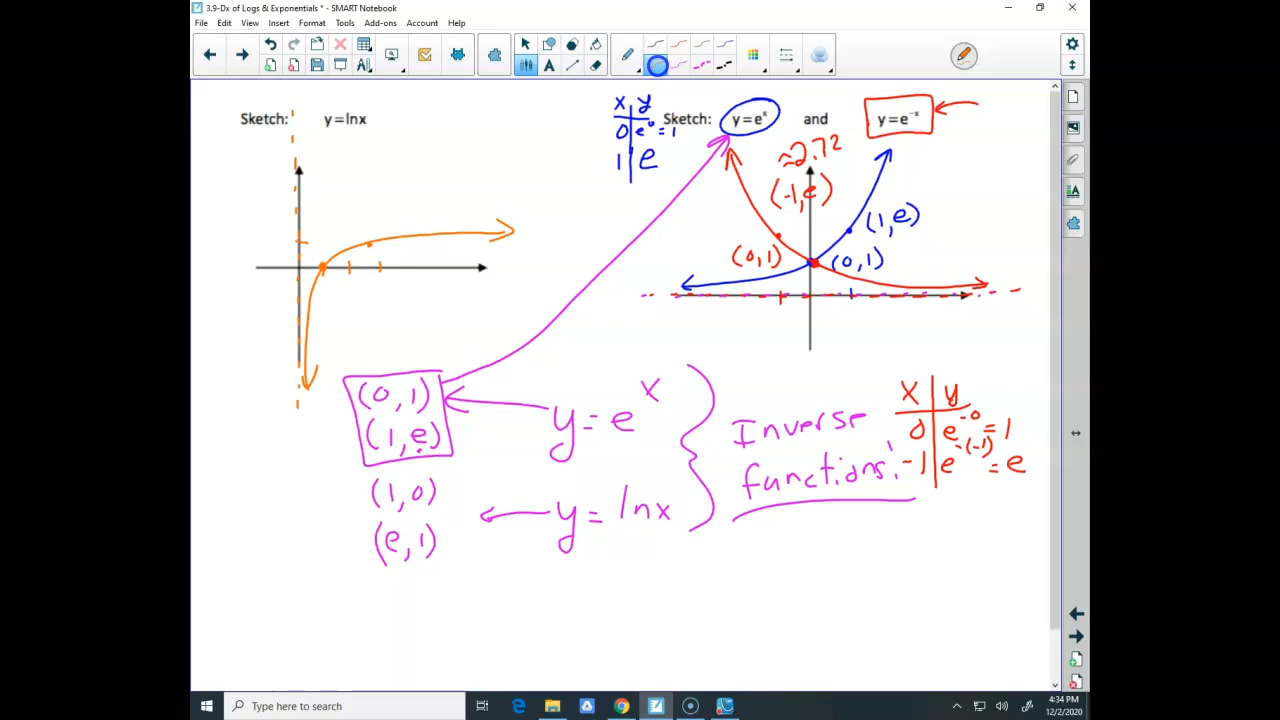 3.9-Dx of Logs & Exponentials * - SMART Notebook
File Edit View Insert Format Tools Add-ons Account Help
Sketch: y=lnx
x y
0 e⁰ = 1
1 e
Sketch: y=eˣ and y=e⁻ˣ
≈2.72
(-1, e)
(1, e)
(0, 1) (0, 1)
(0, 1)
(1, e)
y = eˣ
(1, 0)
(e, 1)
y = lnx
Inverse
functions!
x y
0 e⁻⁰ = 1
-1 e⁻⁽⁻¹⁾ = e
Type here to search
4:34 PM
12/2/2020